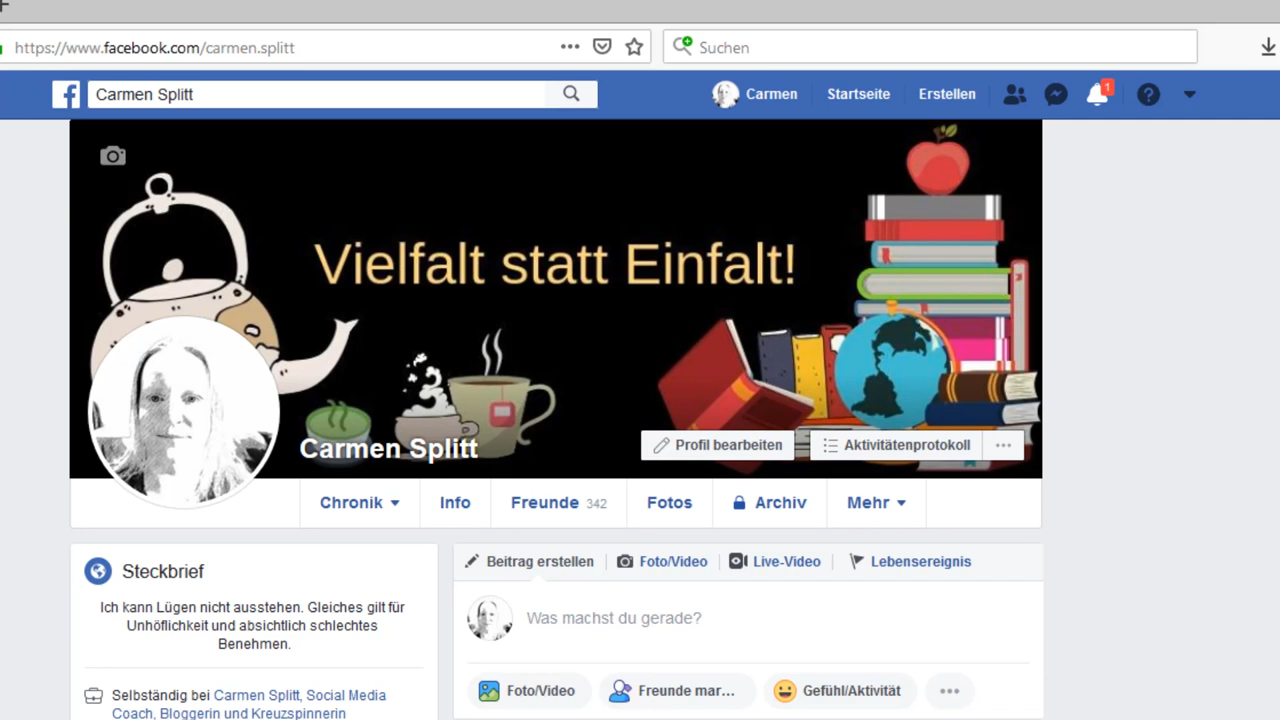 https://www.facebook.com/carmen.splitt
Suchen
Carmen Splitt
Carmen
Startseite
Erstellen
1
Vielfalt statt Einfalt!
Carmen Splitt
Profil bearbeiten
Aktivitätenprotokoll
Chronik
Info
Freunde 342
Fotos
Archiv
Mehr
Steckbrief
Ich kann Lügen nicht ausstehen. Gleiches gilt für
Unhöflichkeit und absichtlich schlechtes
Benehmen.
Selbständig bei Carmen Splitt, Social Media
Coach, Bloggerin und Kreuzspinnerin
Beitrag erstellen
Foto/Video
Live-Video
Lebensereignis
Was machst du gerade?
Foto/Video
Freunde mar...
Gefühl/Aktivität